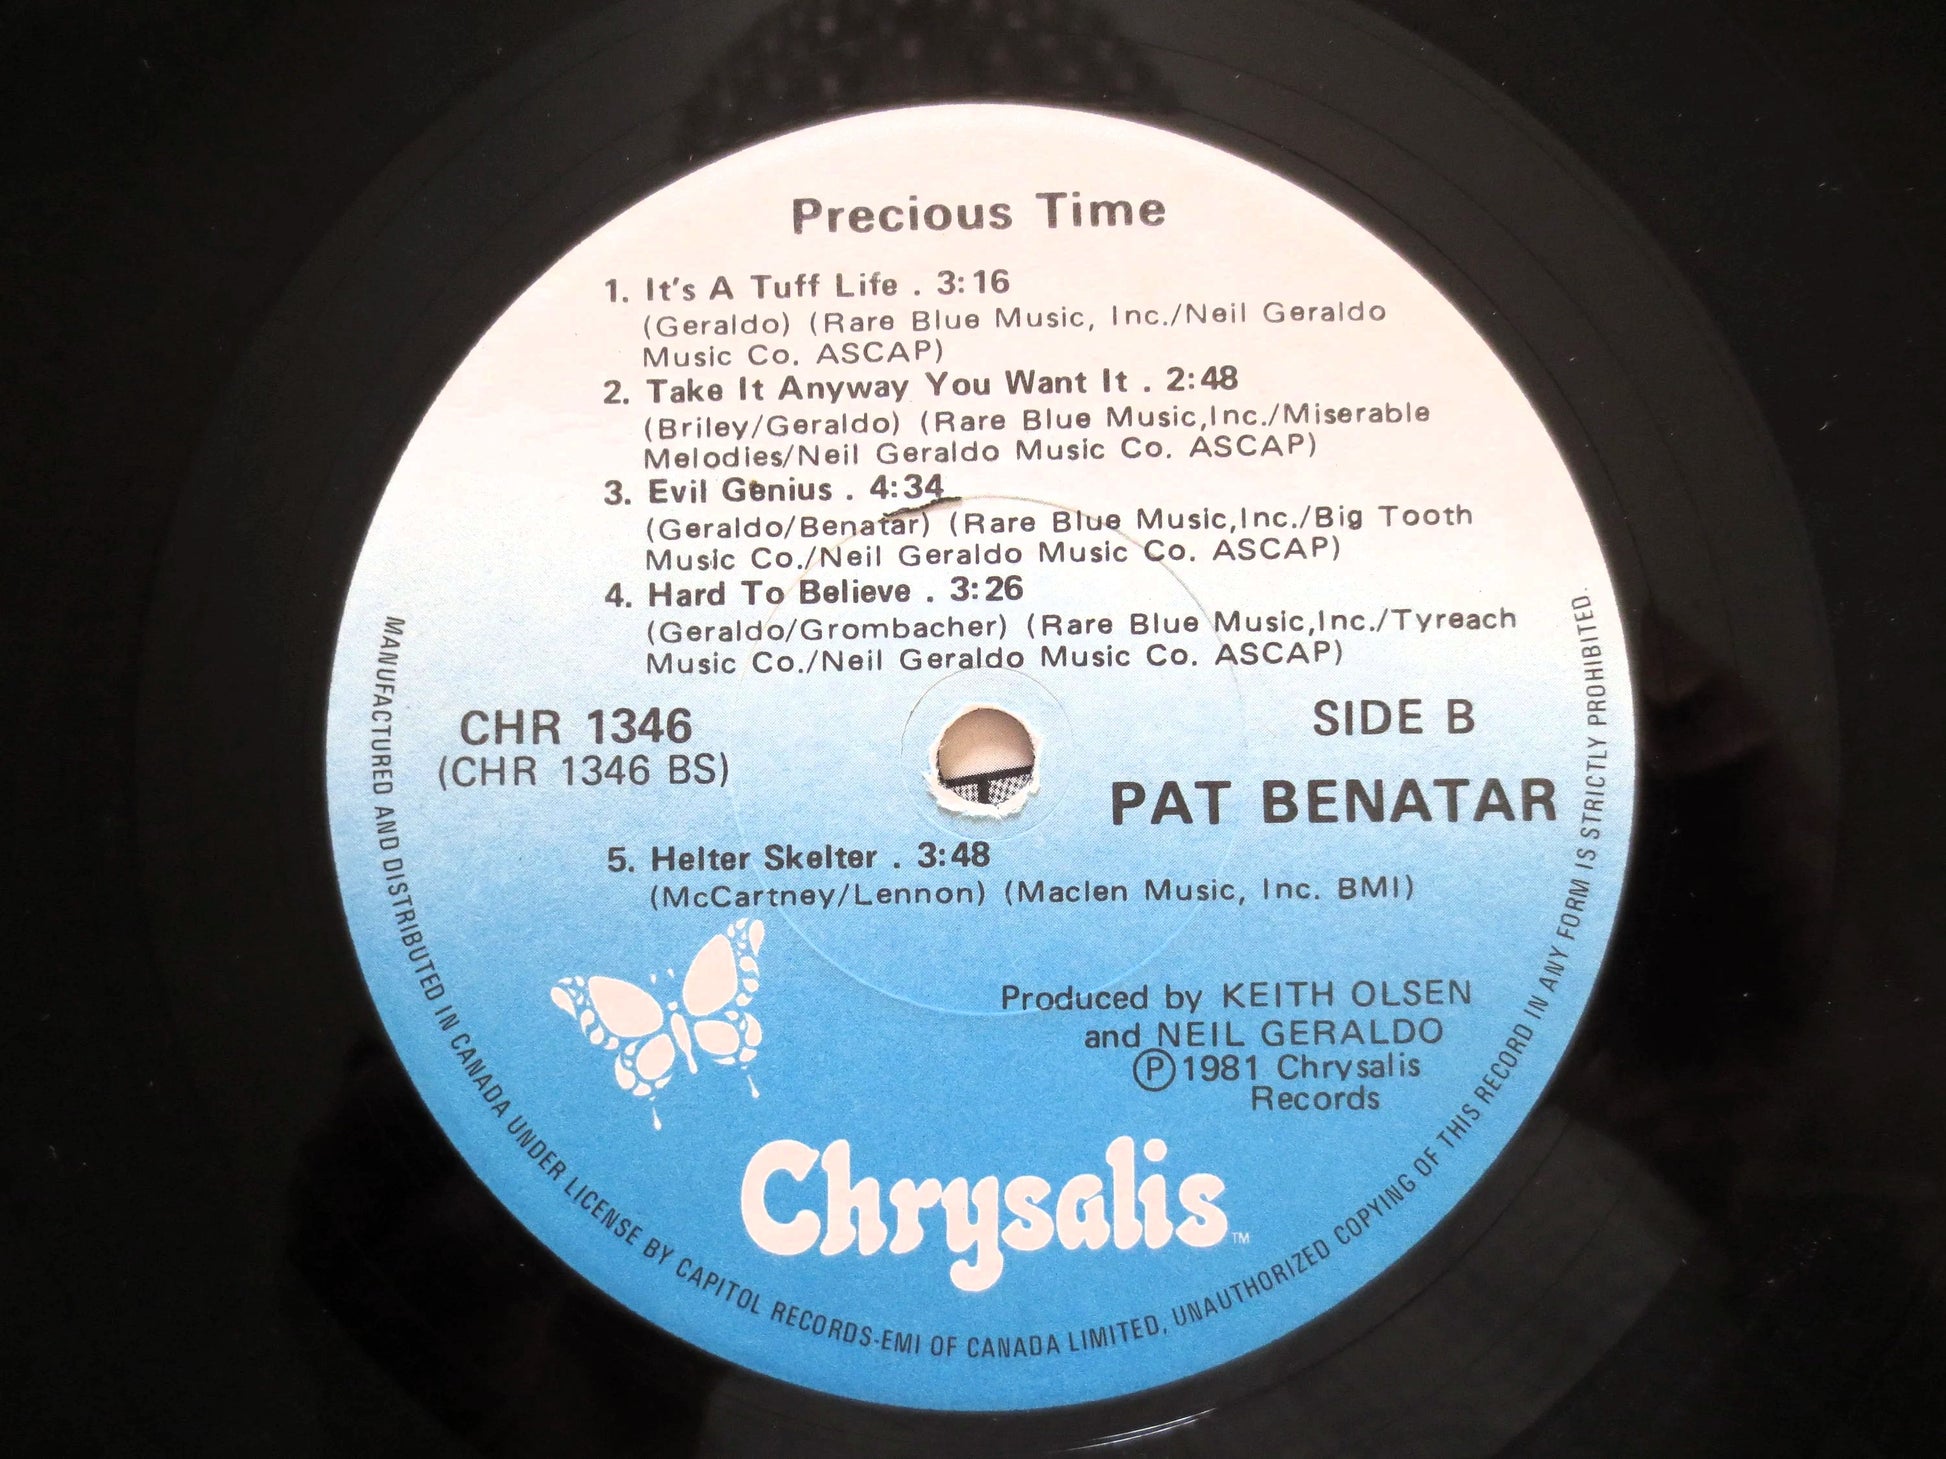 Precious Time
1. It's A Tuff Life . 3:16
(Geraldo) (Rare Blue Music, Inc./Neil Geraldo
Music Co. ASCAP)
2. Take It Anyway You Want It . 2:48
(Briley/Geraldo) (Rare Blue Music,Inc./Miserable
Melodies/Neil Geraldo Music Co. ASCAP)
3. Evil Genius . 4:34
(Geraldo/Benatar) (Rare Blue Music,Inc./Big Tooth
Music Co./Neil Geraldo Music Co. ASCAP)
4. Hard To Believe . 3:26
(Geraldo/Grombacher) (Rare Blue Music,Inc./Tyreach
Music Co./Neil Geraldo Music Co. ASCAP)
CHR 1346
(CHR 1346 BS)
SIDE B
PAT BENATAR
5. Helter Skelter . 3:48
(McCartney/Lennon) (Maclen Music, Inc. BMI)
Produced by KEITH OLSEN
and NEIL GERALDO
Ⓟ1981 Chrysalis
Records
Chrysalis™
MANUFACTURED AND DISTRIBUTED IN CANADA UNDER LICENSE BY CAPITOL RECORDS-EMI OF CANADA LIMITED, UNAUTHORIZED COPYING OF THIS RECORD IN ANY FORM IS STRICTLY PROHIBITED.